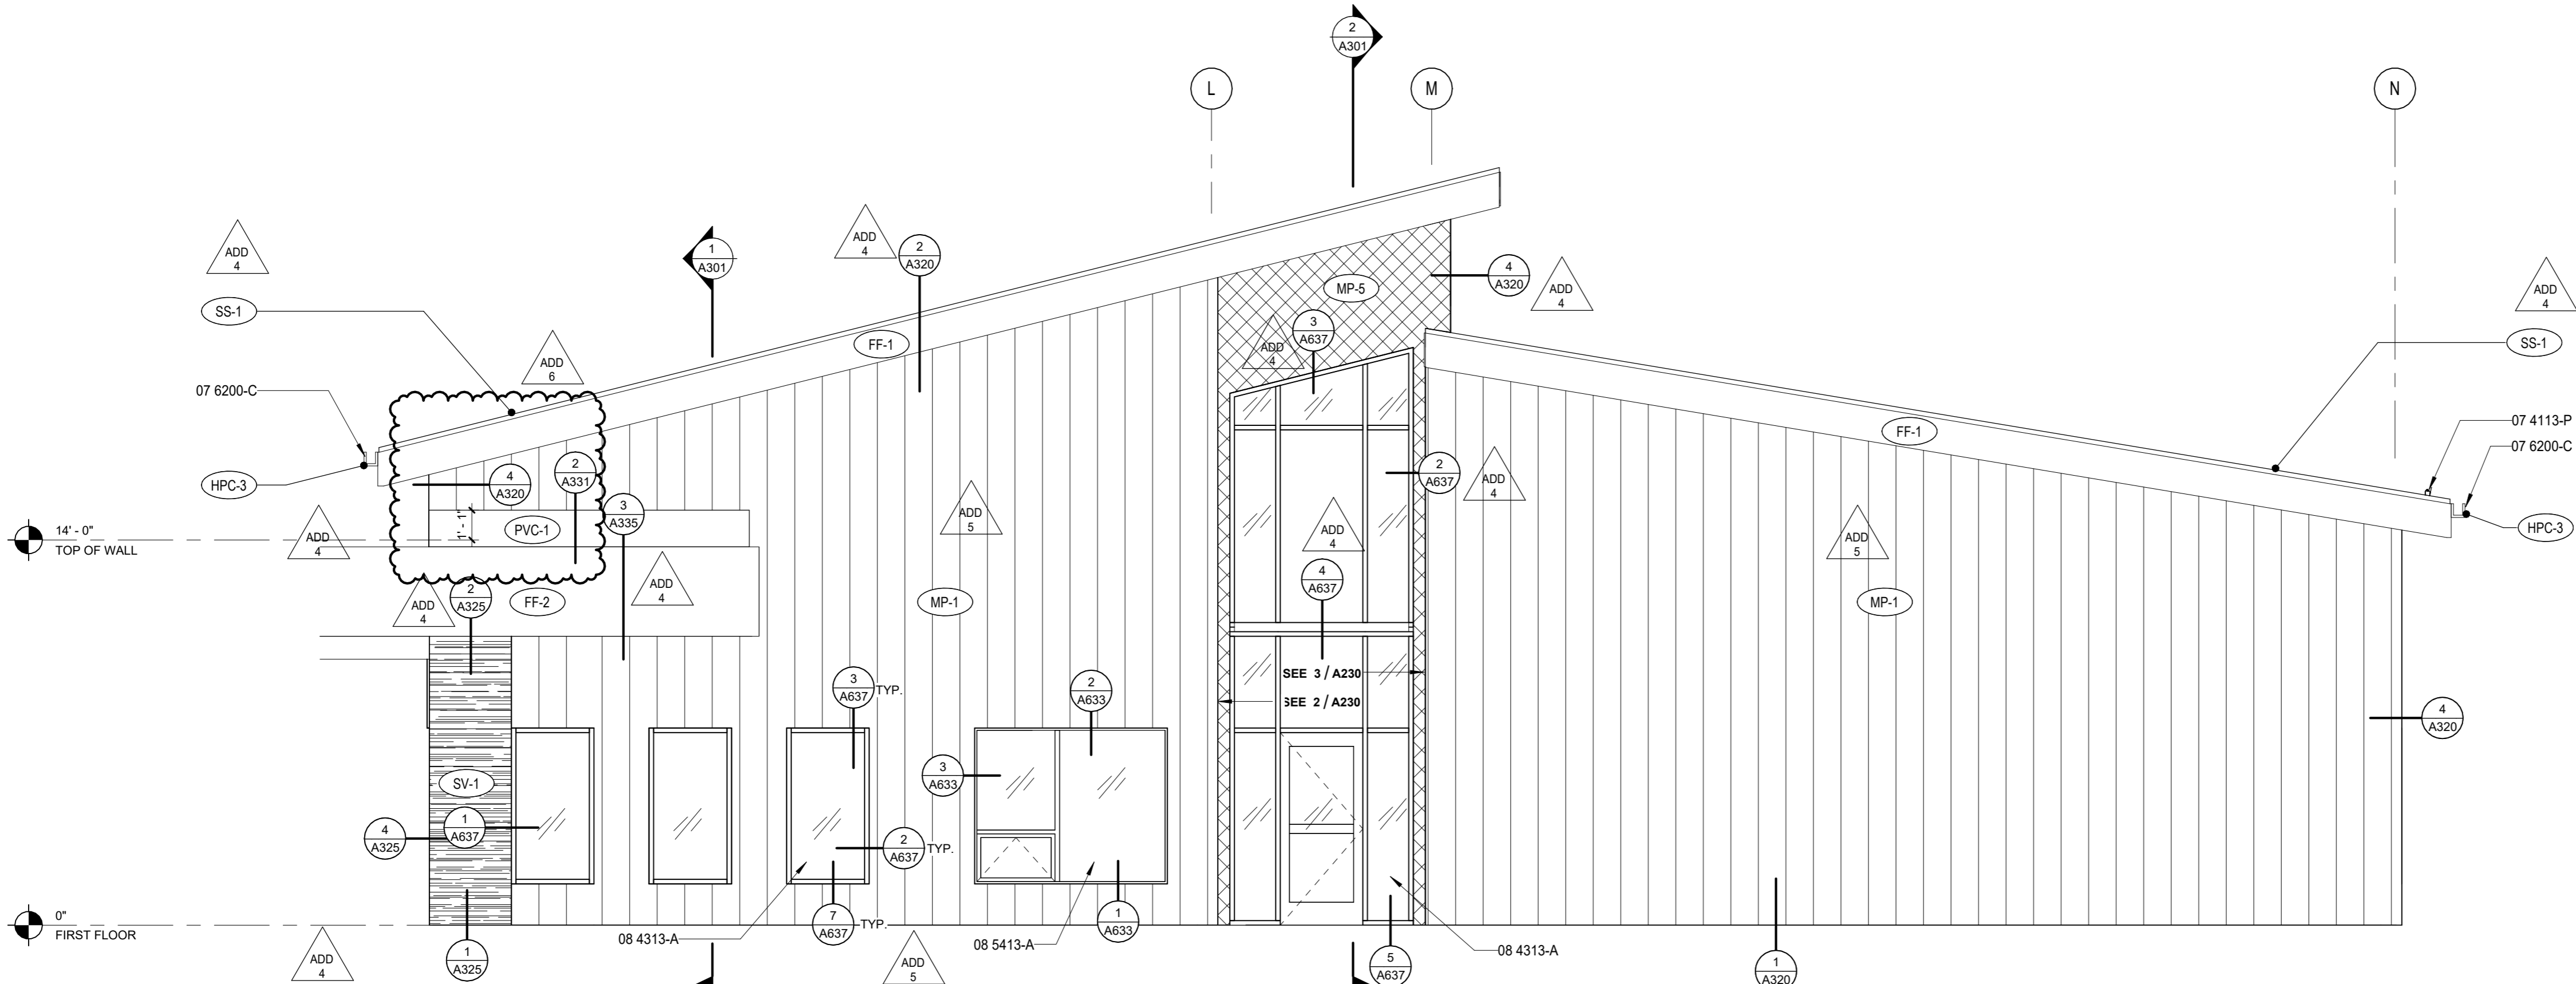 2
A301
L
M
N
ADD
4
ADD
4
1
A301
2
A320
4
A320
ADD
4
ADD
4
MP-5
SS-1
3
A637
ADD
4
SS-1
FF-1
ADD
6
07 6200-C
07 4113-P
FF-1
07 6200-C
HPC-3
4
A320
2
A331
2
A637
ADD
4
3
A335
ADD
5
ADD
4
ADD
5
HPC-3
14' - 0"
TOP OF WALL
ADD
4
1' - 1"
PVC-1
ADD
4
2
A325
FF-2
ADD
4
4
A637
MP-1
MP-1
SEE 3 / A230
SEE 2 / A230
3
A637
TYP.
2
A633
4
A320
3
A633
SV-1
1
A637
4
A325
2
A637
TYP.
0"
FIRST FLOOR
7
A637
TYP.
1
A633
08 4313-A
08 5413-A
08 4313-A
ADD
4
1
A325
ADD
5
5
A637
1
A320